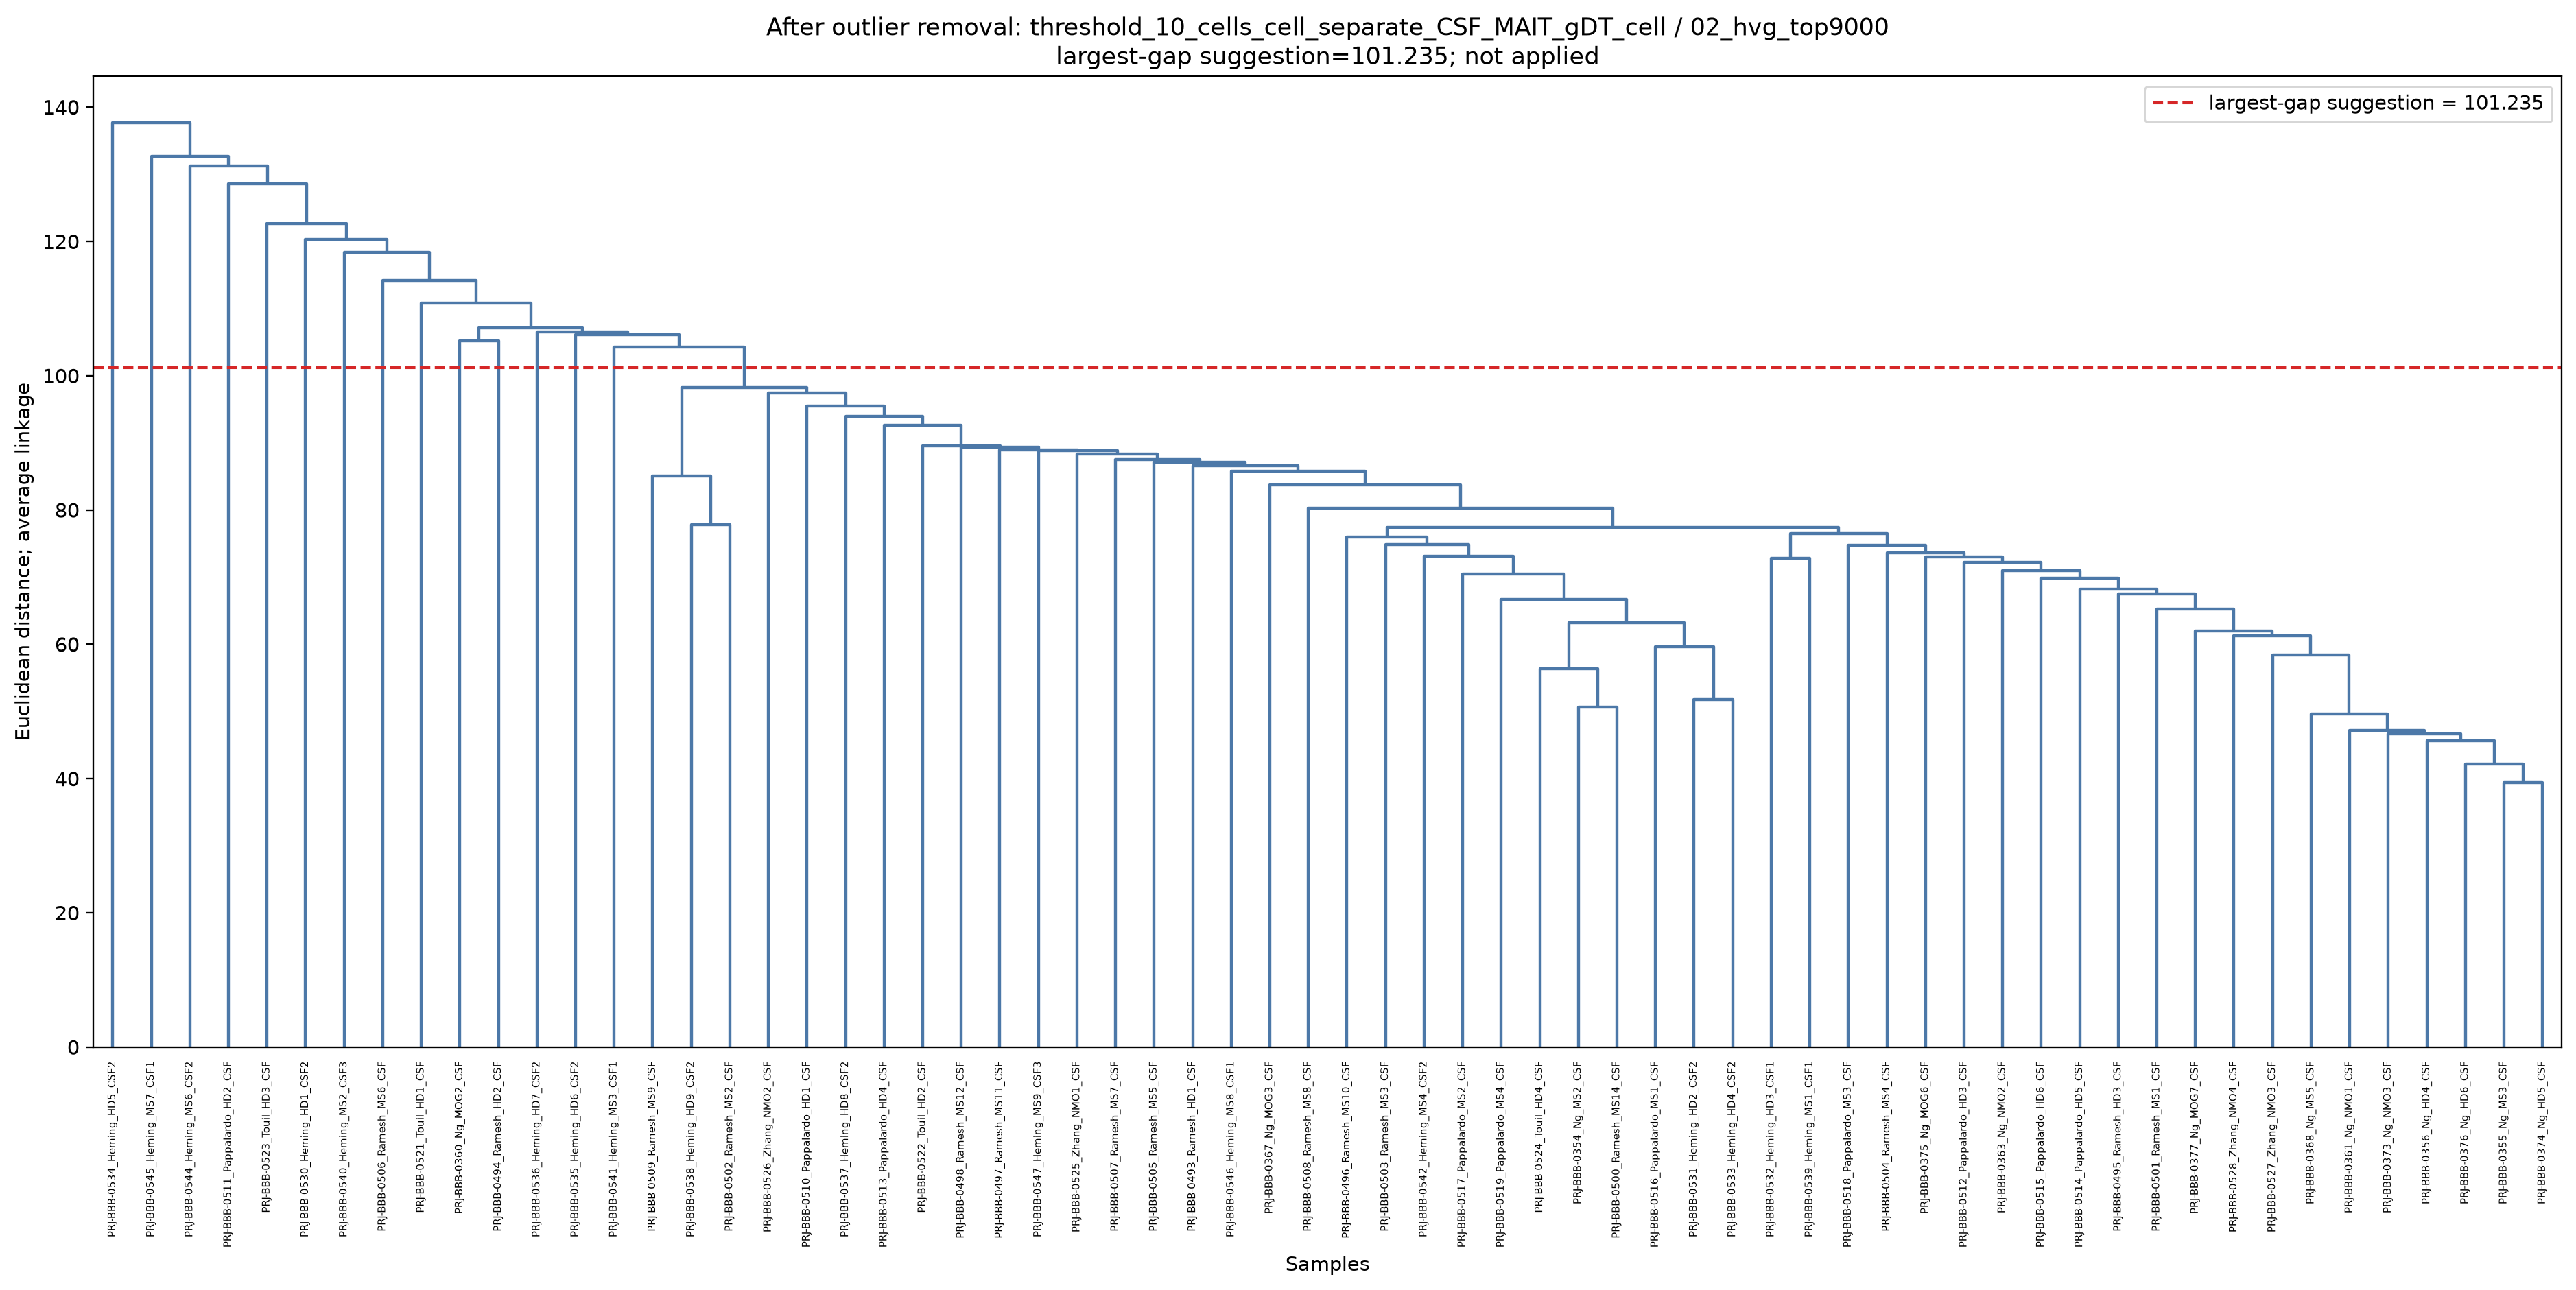 After outlier removal: threshold_10_cells_cell_separate_CSF_MAIT_gDT_cell / 02_hvg_top9000
largest-gap suggestion=101.235; not applied
largest-gap suggestion = 101.235
Euclidean distance; average linkage
140
120
100
80
60
40
20
0
PRJ-BBB-0534_Heming_HD5_CSF2
PRJ-BBB-0545_Heming_MS7_CSF1
PRJ-BBB-0544_Heming_MS6_CSF2
PRJ-BBB-0511_Pappalardo_HD2_CSF
PRJ-BBB-0523_Touil_HD3_CSF
PRJ-BBB-0530_Heming_HD1_CSF2
PRJ-BBB-0540_Heming_MS2_CSF3
PRJ-BBB-0506_Ramesh_MS6_CSF
PRJ-BBB-0521_Touil_HD1_CSF
PRJ-BBB-0360_Ng_MOG2_CSF
PRJ-BBB-0494_Ramesh_HD2_CSF
PRJ-BBB-0536_Heming_HD7_CSF2
PRJ-BBB-0535_Heming_HD6_CSF2
PRJ-BBB-0541_Heming_MS3_CSF1
PRJ-BBB-0509_Ramesh_MS9_CSF
PRJ-BBB-0538_Heming_HD9_CSF2
PRJ-BBB-0502_Ramesh_MS2_CSF
PRJ-BBB-0526_Zhang_NMO2_CSF
PRJ-BBB-0510_Pappalardo_HD1_CSF
PRJ-BBB-0537_Heming_HD8_CSF2
PRJ-BBB-0513_Pappalardo_HD4_CSF
PRJ-BBB-0522_Touil_HD2_CSF
PRJ-BBB-0498_Ramesh_MS12_CSF
PRJ-BBB-0497_Ramesh_MS11_CSF
PRJ-BBB-0547_Heming_MS9_CSF3
PRJ-BBB-0525_Zhang_NMO1_CSF
PRJ-BBB-0507_Ramesh_MS7_CSF
PRJ-BBB-0505_Ramesh_MS5_CSF
PRJ-BBB-0493_Ramesh_HD1_CSF
PRJ-BBB-0546_Heming_MS8_CSF1
PRJ-BBB-0367_Ng_MOG3_CSF
PRJ-BBB-0508_Ramesh_MS8_CSF
PRJ-BBB-0496_Ramesh_MS10_CSF
PRJ-BBB-0503_Ramesh_MS3_CSF
PRJ-BBB-0542_Heming_MS4_CSF2
PRJ-BBB-0517_Pappalardo_MS2_CSF
PRJ-BBB-0519_Pappalardo_MS4_CSF
PRJ-BBB-0524_Touil_HD4_CSF
PRJ-BBB-0354_Ng_MS2_CSF
PRJ-BBB-0500_Ramesh_MS14_CSF
PRJ-BBB-0516_Pappalardo_MS1_CSF
PRJ-BBB-0531_Heming_HD2_CSF2
PRJ-BBB-0533_Heming_HD4_CSF2
PRJ-BBB-0532_Heming_HD3_CSF1
PRJ-BBB-0539_Heming_MS1_CSF1
PRJ-BBB-0518_Pappalardo_MS3_CSF
PRJ-BBB-0504_Ramesh_MS4_CSF
PRJ-BBB-0375_Ng_MOG6_CSF
PRJ-BBB-0512_Pappalardo_HD3_CSF
PRJ-BBB-0363_Ng_NMO2_CSF
PRJ-BBB-0515_Pappalardo_HD6_CSF
PRJ-BBB-0514_Pappalardo_HD5_CSF
PRJ-BBB-0495_Ramesh_HD3_CSF
PRJ-BBB-0501_Ramesh_MS1_CSF
PRJ-BBB-0377_Ng_MOG7_CSF
PRJ-BBB-0528_Zhang_NMO4_CSF
PRJ-BBB-0527_Zhang_NMO3_CSF
PRJ-BBB-0368_Ng_MS5_CSF
PRJ-BBB-0361_Ng_NMO1_CSF
PRJ-BBB-0373_Ng_NMO3_CSF
PRJ-BBB-0356_Ng_HD4_CSF
PRJ-BBB-0376_Ng_HD6_CSF
PRJ-BBB-0355_Ng_MS3_CSF
PRJ-BBB-0374_Ng_HD5_CSF
Samples